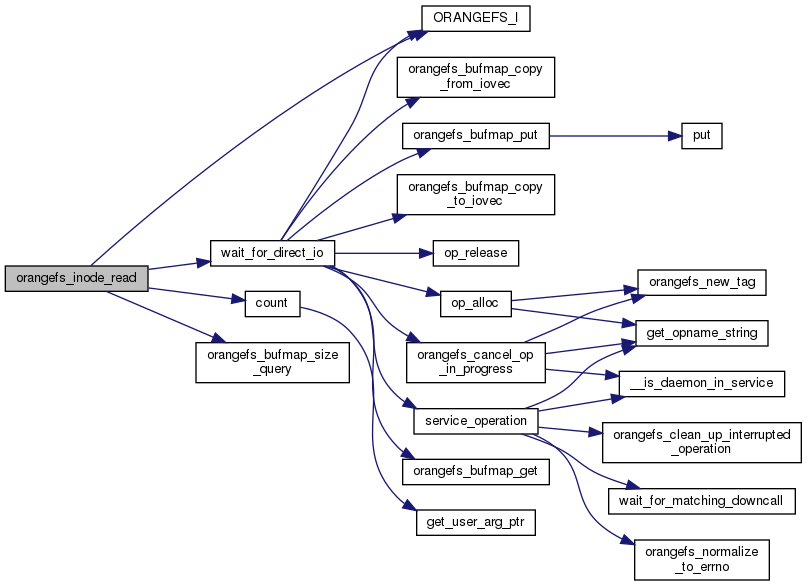 orangefs_inode_read
wait_for_direct_io
count
orangefs_bufmap_size
_query
ORANGEFS_I
orangefs_bufmap_copy
_from_iovec
orangefs_bufmap_put
orangefs_bufmap_copy
_to_iovec
op_release
op_alloc
orangefs_cancel_op
_in_progress
service_operation
orangefs_bufmap_get
get_user_arg_ptr
put
orangefs_new_tag
get_opname_string
__is_daemon_in_service
orangefs_clean_up_interrupted
_operation
wait_for_matching_downcall
orangefs_normalize
_to_errno